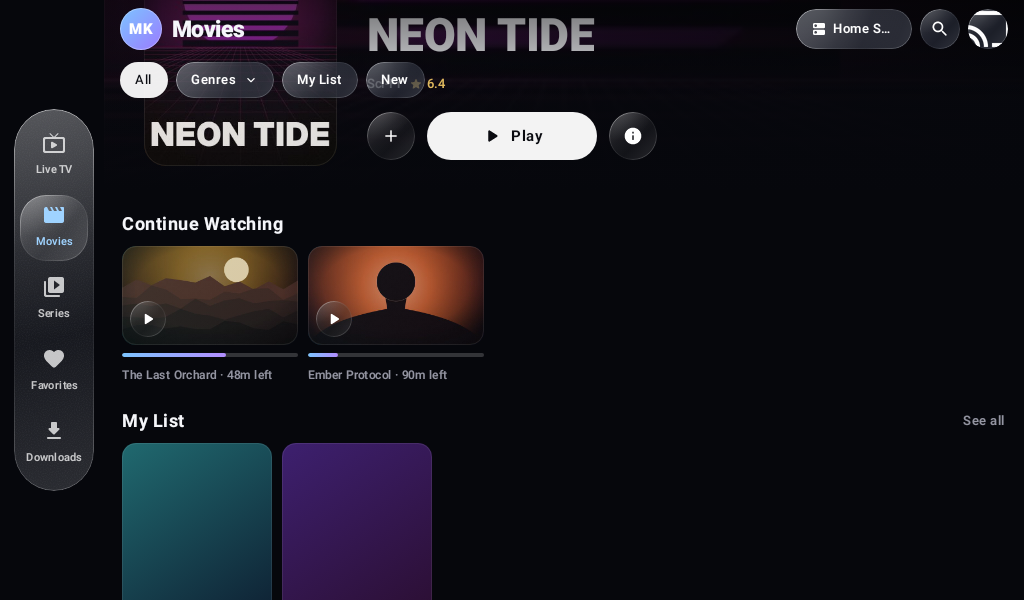 MK Movies
NEON TIDE
Home S...
All
Genres
My List
New
6.4
NEON TIDE
Play
Live TV
Movies
Series
Favorites
Downloads
Continue Watching
The Last Orchard · 48m left
Ember Protocol · 90m left
My List
See all